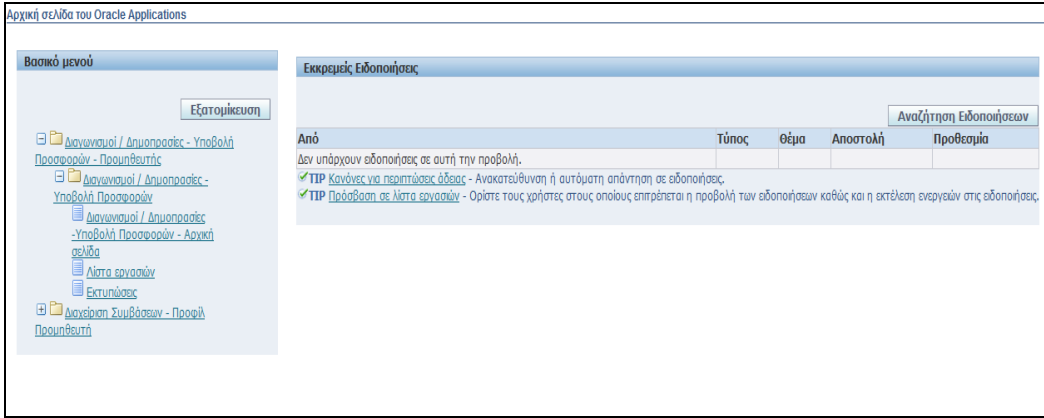 Αρχική σελίδα του Oracle Applications
Βασικό μενού
Εξατομίκευση
Διαγωνισμοί / Δημοπρασίες - Υποβολή
Προσφορών - Προμηθευτής
Διαγωνισμοί / Δημοπρασίες -
Υποβολή Προσφορών
Διαγωνισμοί / Δημοπρασίες
-Υποβολή Προσφορών - Αρχική
σελίδα
Λίστα εργασιών
Εκτυπώσεις
Διαχείριση Συμβάσεων - Προφίλ
Προμηθευτή
Εκκρεμείς Ειδοποιήσεις
Αναζήτηση Ειδοποιήσεων
Από Τύπος Θέμα Αποστολή Προθεσμία
Δεν υπάρχουν ειδοποιήσεις σε αυτή την προβολή.
TIP Κανόνες για περιπτώσεις άδειας - Ανακατεύθυνση ή αυτόματη απάντηση σε ειδοποιήσεις.
TIP Πρόσβαση σε λίστα εργασιών - Ορίστε τους χρήστες στους οποίους επιτρέπεται η προβολή των ειδοποιήσεων καθώς και η εκτέλεση ενεργειών στις ειδοποιήσεις.